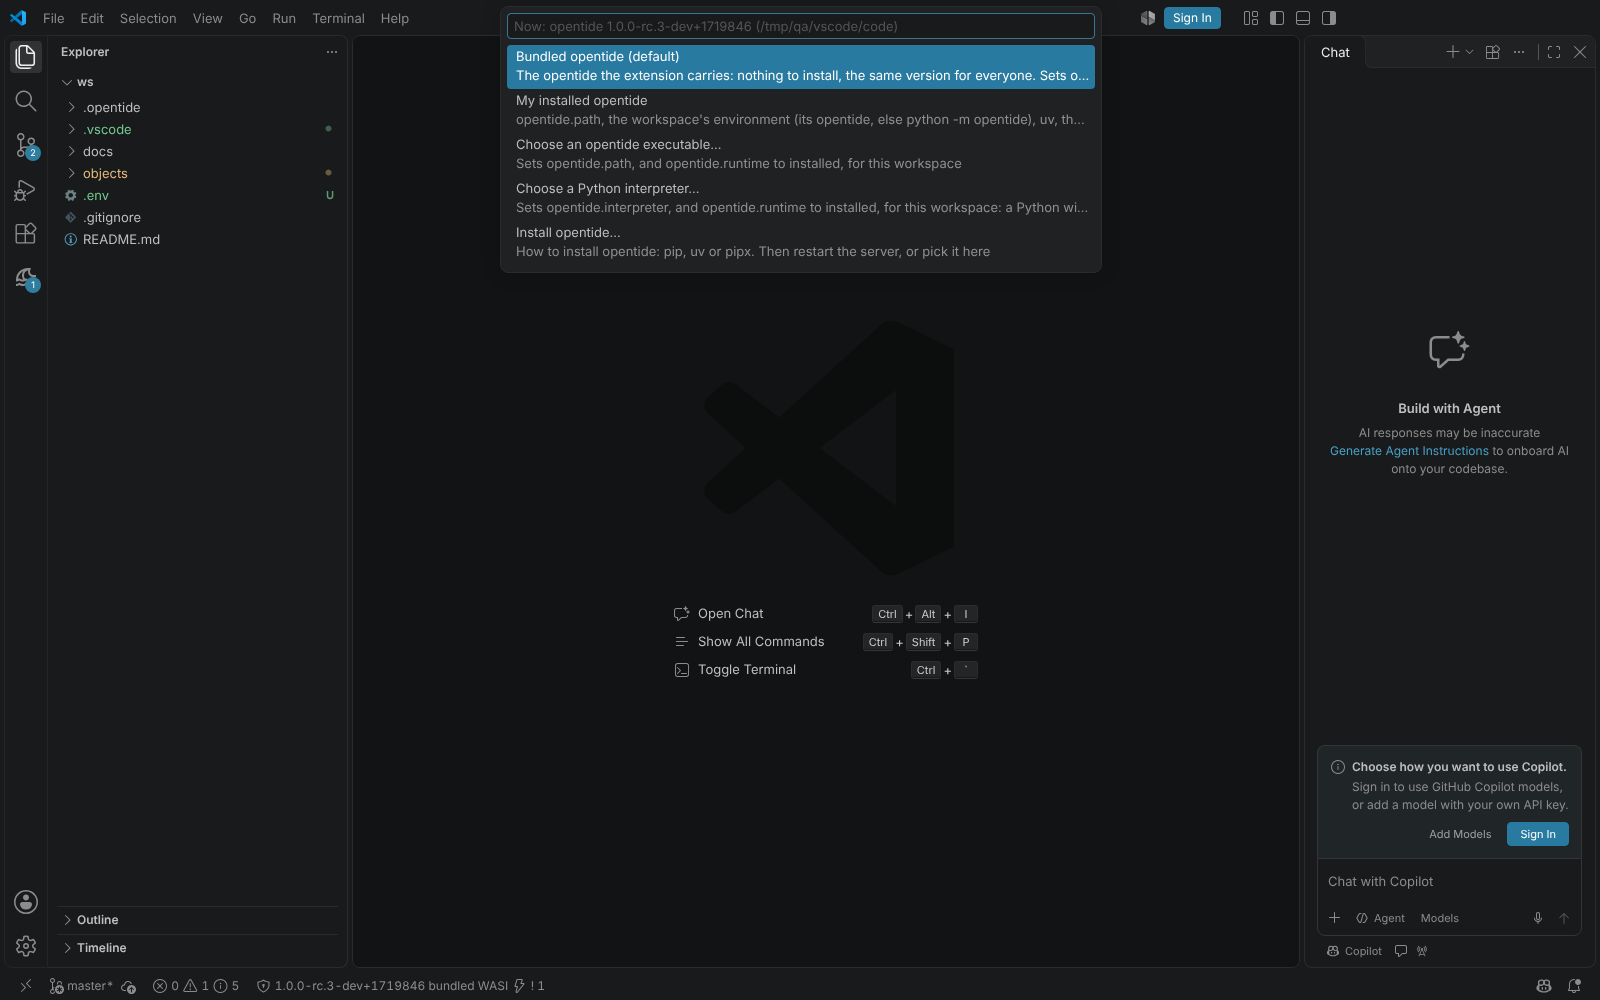 File Edit Selection View Go Run Terminal Help
Now: opentide 1.0.0-rc.3-dev+1719846 (/tmp/qa/vscode/code)
Sign In
Bundled opentide (default)
The opentide the extension carries: nothing to install, the same version for everyone. Sets o...
My installed opentide
opentide.path, the workspace's environment (its opentide, else python -m opentide), uv, th...
Choose an opentide executable...
Sets opentide.path, and opentide.runtime to installed, for this workspace
Choose a Python interpreter...
Sets opentide.interpreter, and opentide.runtime to installed, for this workspace: a Python wi...
Install opentide...
How to install opentide: pip, uv or pipx. Then restart the server, or pick it here
Explorer
ws
.opentide
.vscode
docs
objects
.env U
.gitignore
README.md
2
1
Outline
Timeline
Open Chat Ctrl + Alt + I
Show All Commands Ctrl + Shift + P
Toggle Terminal Ctrl + `
Chat
Build with Agent
AI responses may be inaccurate
Generate Agent Instructions to onboard AI
onto your codebase.
Choose how you want to use Copilot.
Sign in to use GitHub Copilot models,
or add a model with your own API key.
Add Models Sign In
Chat with Copilot
Agent Models
Copilot
master* 0 1 5 1.0.0-rc.3-dev+1719846 bundled WASI ! 1